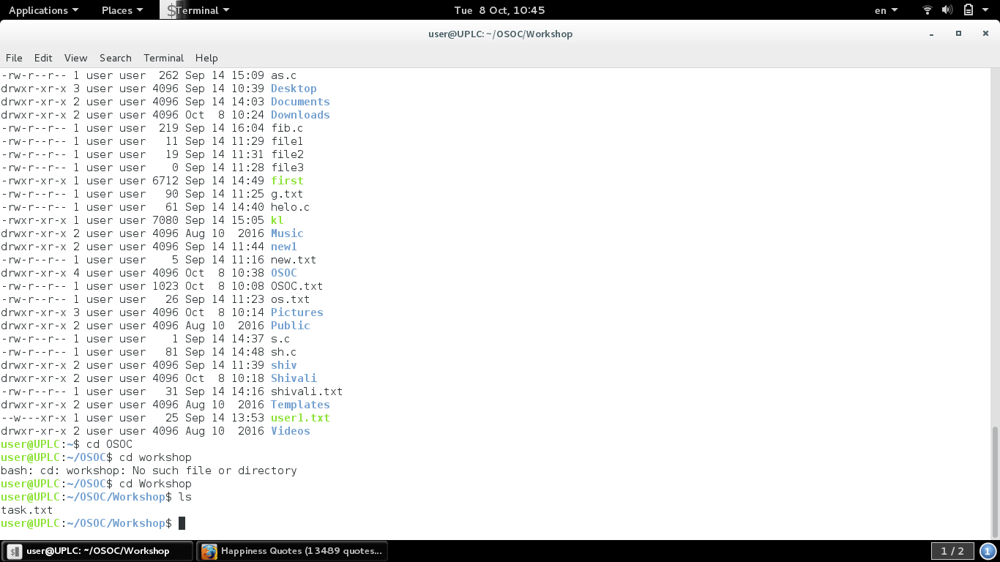 Applications Places Terminal Tue 8 Oct, 10:45 en
user@UPLC: ~/OSOC/Workshop
File Edit View Search Terminal Help
-rw-r--r-- 1 user user  262 Sep 14 15:09 as.c
drwxr-xr-x 3 user user 4096 Sep 14 10:39 Desktop
drwxr-xr-x 2 user user 4096 Sep 14 14:03 Documents
drwxr-xr-x 2 user user 4096 Oct  8 10:24 Downloads
-rw-r--r-- 1 user user  219 Sep 14 16:04 fib.c
-rw-r--r-- 1 user user   11 Sep 14 11:29 file1
-rw-r--r-- 1 user user   19 Sep 14 11:31 file2
-rw-r--r-- 1 user user    0 Sep 14 11:28 file3
-rwxr-xr-x 1 user user 6712 Sep 14 14:49 first
-rw-r--r-- 1 user user   90 Sep 14 11:25 g.txt
-rw-r--r-- 1 user user   61 Sep 14 14:40 helo.c
-rwxr-xr-x 1 user user 7080 Sep 14 15:05 kl
drwxr-xr-x 2 user user 4096 Aug 10  2016 Music
drwxr-xr-x 2 user user 4096 Sep 14 11:44 new1
-rw-r--r-- 1 user user    5 Sep 14 11:16 new.txt
drwxr-xr-x 4 user user 4096 Oct  8 10:38 OSOC
-rw-r--r-- 1 user user 1023 Oct  8 10:08 OSOC.txt
-rw-r--r-- 1 user user   26 Sep 14 11:23 os.txt
drwxr-xr-x 3 user user 4096 Oct  8 10:14 Pictures
drwxr-xr-x 2 user user 4096 Aug 10  2016 Public
-rw-r--r-- 1 user user    1 Sep 14 14:37 s.c
-rw-r--r-- 1 user user   81 Sep 14 14:48 sh.c
drwxr-xr-x 2 user user 4096 Sep 14 11:39 shiv
drwxr-xr-x 2 user user 4096 Oct  8 10:18 Shivali
-rw-r--r-- 1 user user   31 Sep 14 14:16 shivali.txt
drwxr-xr-x 2 user user 4096 Aug 10  2016 Templates
--w---xr-x 1 user user   25 Sep 14 13:53 user1.txt
drwxr-xr-x 2 user user 4096 Aug 10  2016 Videos
user@UPLC:~$ cd OSOC
user@UPLC:~/OSOC$ cd workshop
bash: cd: workshop: No such file or directory
user@UPLC:~/OSOC$ cd Workshop
user@UPLC:~/OSOC/Workshop$ ls
task.txt
user@UPLC:~/OSOC/Workshop$
user@UPLC: ~/OSOC/Workshop Happiness Quotes (13489 quotes... 1 / 2 1